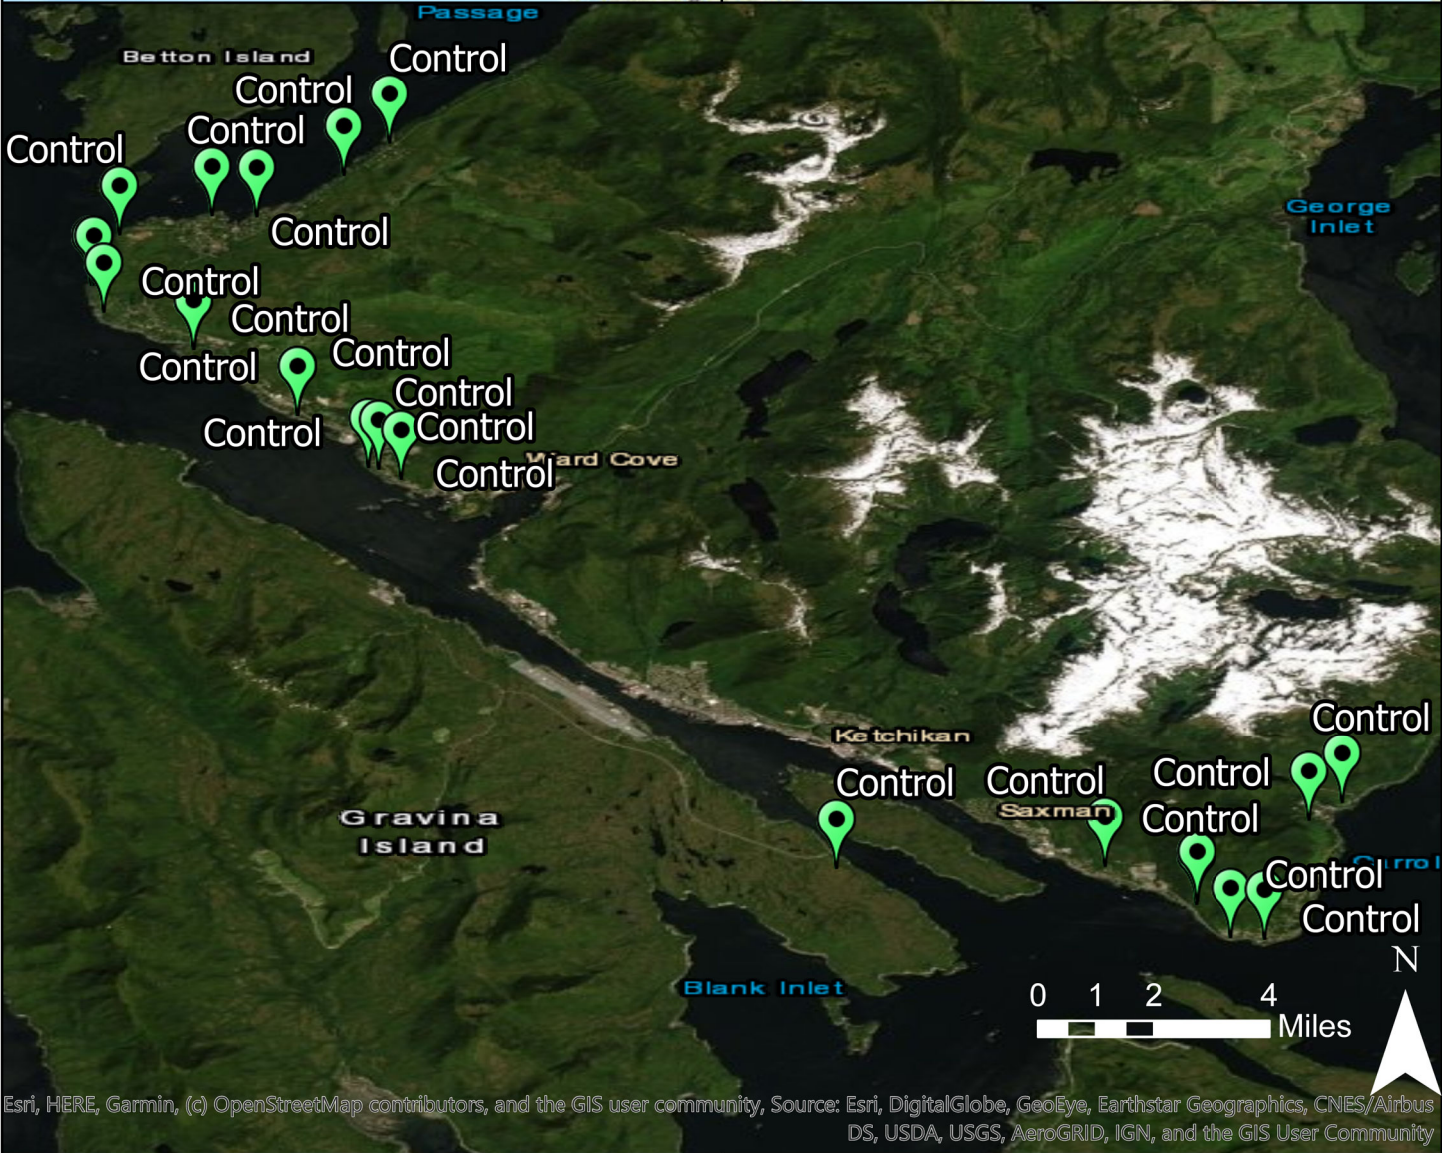 Passage
Betton Island
Control
Control
Control
Control
George
Inlet
Control
Control
Control
Control
Control
Control
Control
Control
Ward Cove
Control
Control
Ketchikan
Control
Control
Control
Saxman
Control
Gravina
Island
Control
Control
Blank Inlet
N
0 1 2 4
Miles
Esri, HERE, Garmin, (c) OpenStreetMap contributors, and the GIS user community, Source: Esri, DigitalGlobe, GeoEye, Earthstar Geographics, CNES/Airbus
DS, USDA, USGS, AeroGRID, IGN, and the GIS User Community